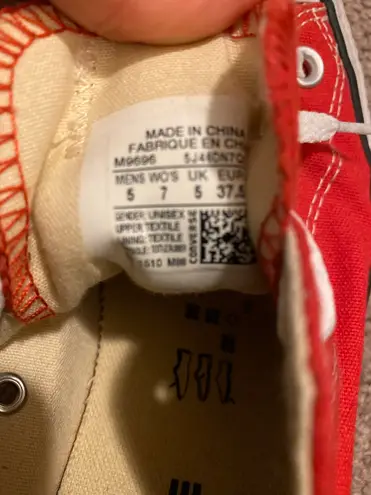 MADE IN CHINA
FABRIQUE EN
M9696
MENS WO'S UK EUR
5 7 5 37.5
GENDER: UNISEX
UPPER: TEXTILE
LINING: TEXTILE
CONVERSE